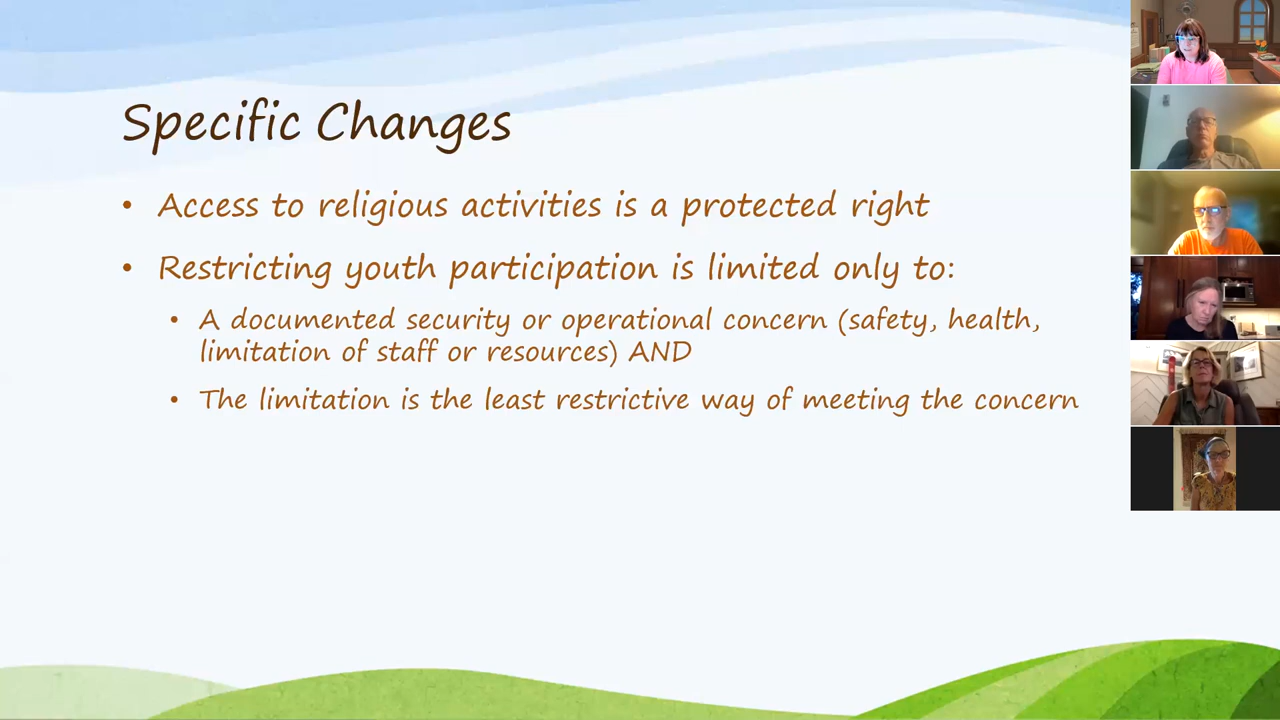 Specific Changes
• Access to religious activities is a protected right
• Restricting youth participation is limited only to:
• A documented security or operational concern (safety, health,
limitation of staff or resources) AND
• The limitation is the least restrictive way of meeting the concern